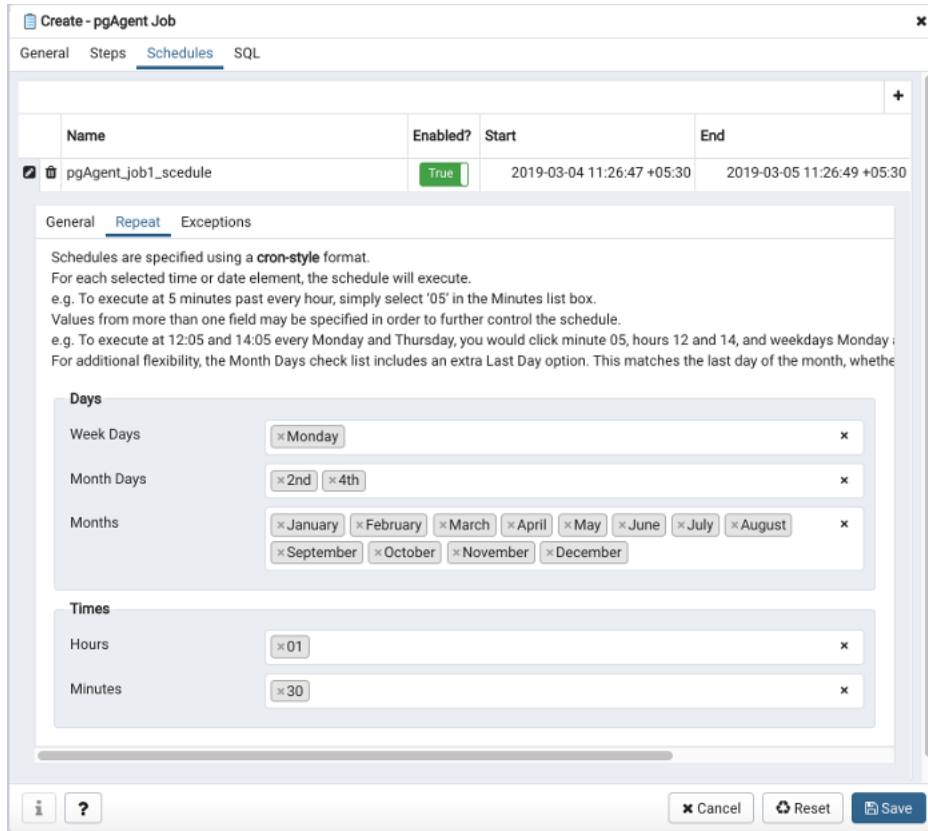 Create - pgAgent Job
General Steps Schedules SQL
Name Enabled? Start End
pgAgent_job1_scedule True 2019-03-04 11:26:47 +05:30 2019-03-05 11:26:49 +05:30
General Repeat Exceptions
Schedules are specified using a cron-style format.
For each selected time or date element, the schedule will execute.
e.g. To execute at 5 minutes past every hour, simply select ‘05’ in the Minutes list box.
Values from more than one field may be specified in order to further control the schedule.
e.g. To execute at 12:05 and 14:05 every Monday and Thursday, you would click minute 05, hours 12 and 14, and weekdays Monday
For additional flexibility, the Month Days check list includes an extra Last Day option. This matches the last day of the month,
Days
Week Days ×Monday
Month Days ×2nd ×4th
Months ×January ×February ×March ×April ×May ×June ×July ×August
×September ×October ×November ×December
Times
Hours ×01
Minutes ×30
i ? Cancel Reset Save